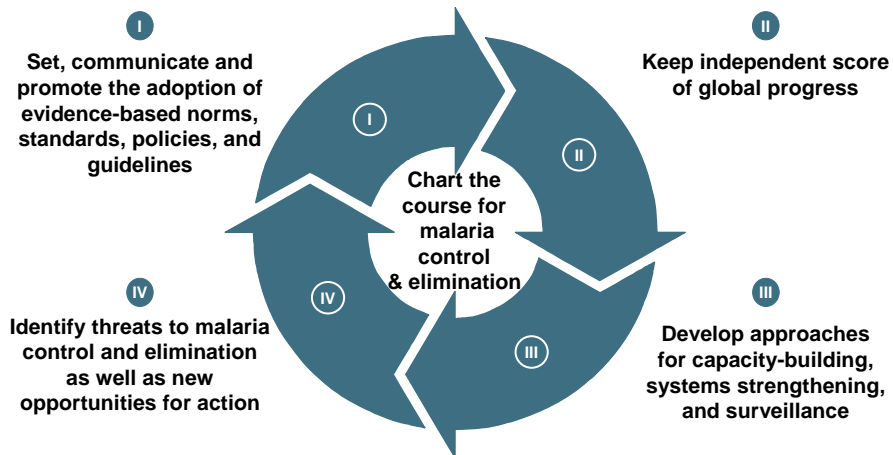 I
Set, communicate and
promote the adoption of
evidence-based norms,
standards, policies, and
guidelines
II
Keep independent score
of global progress
I
II
Chart the
course for
malaria
control
& elimination
IV
III
IV
Identify threats to malaria
control and elimination
as well as new
opportunities for action
III
Develop approaches
for capacity-building,
systems strengthening,
and surveillance